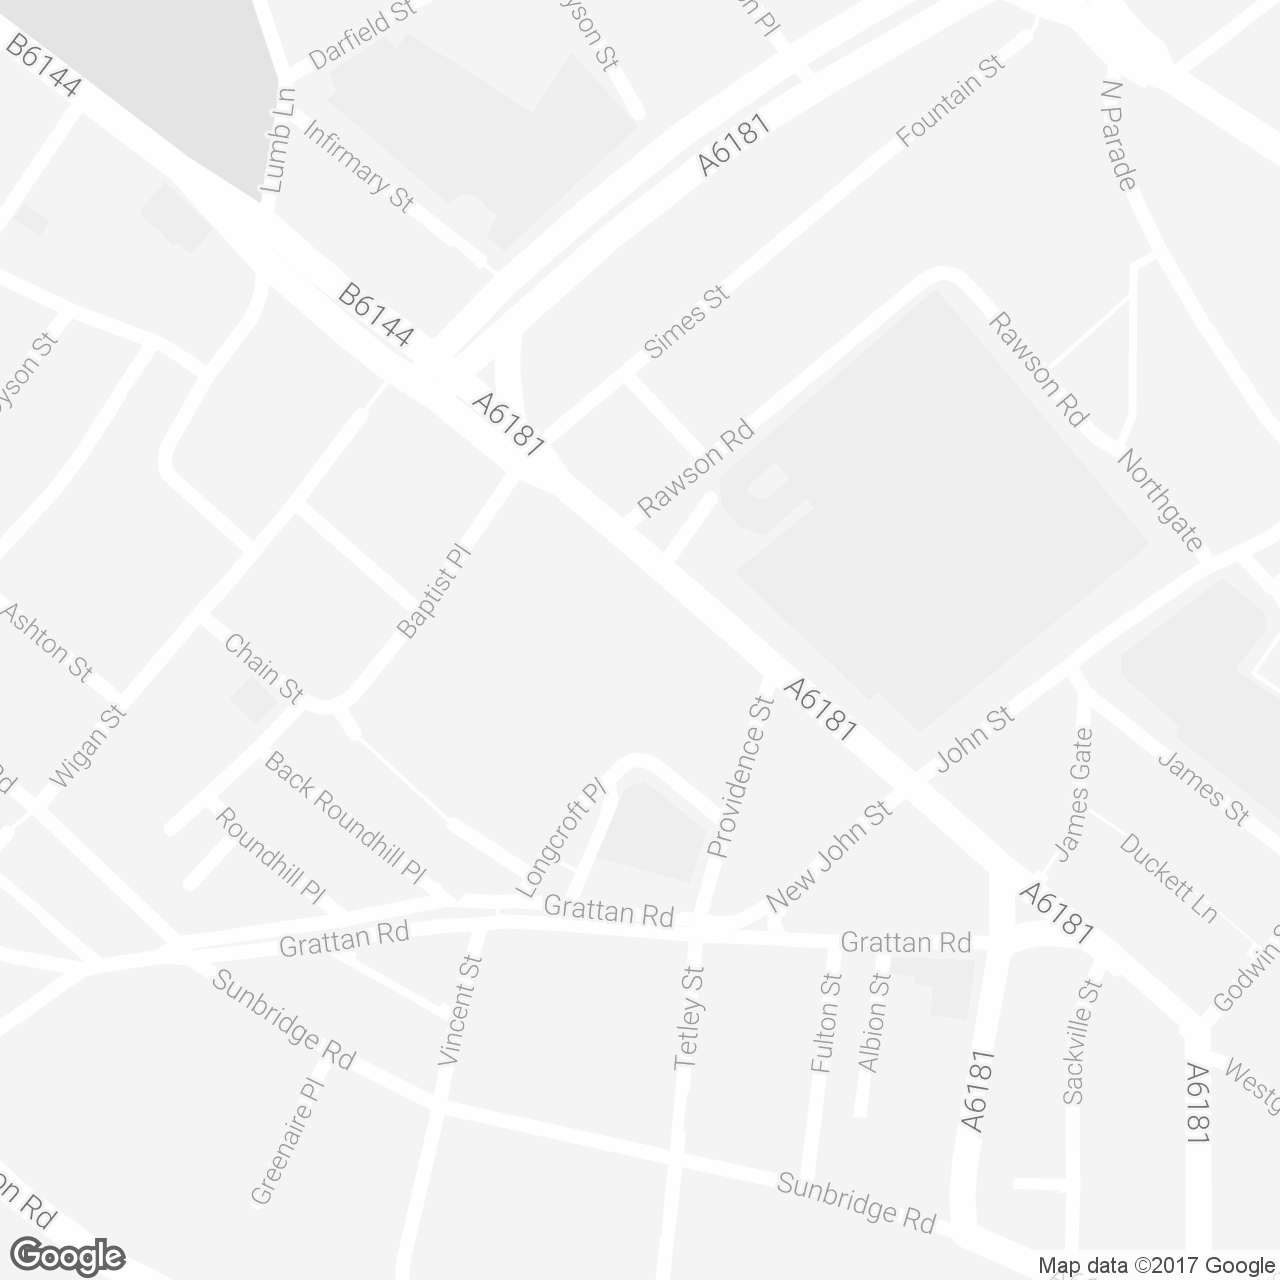 B6144
Darfield St
Fountain St
N Parade
Lumb Ln
Infirmary St
A6181
B6144
Simes St
Rawson Rd
A6181
Rawson Rd
Northgate
Baptist Pl
Ashton St
Chain St
Wigan St
A6181
Providence St
John St
James Gate
James St
Back Roundhill Pl
Longcroft Pl
Roundhill Pl
New John St
Duckett Ln
Grattan Rd
Grattan Rd
Grattan Rd
A6181
Sunbridge Rd
Vincent St
Tetley St
Fulton St
Albion St
Sackville St
Greenaire Pl
A6181
A6181
Sunbridge Rd
Google
Map data ©2017 Google